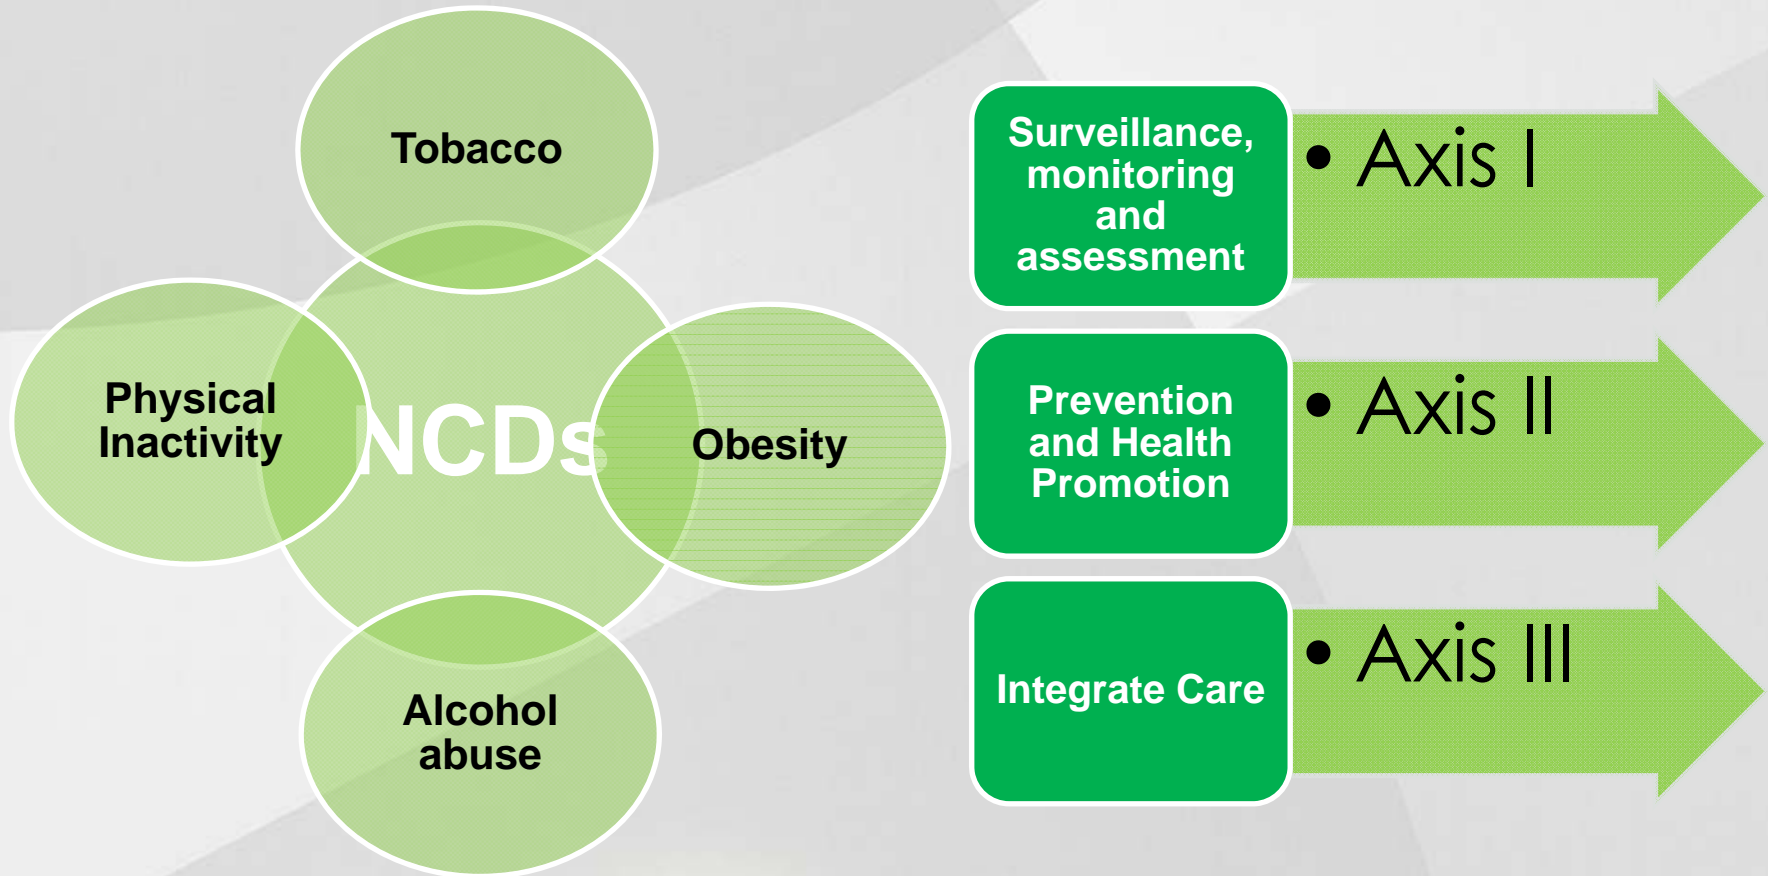 Tobacco
Physical
Inactivity
NCDs
Obesity
Alcohol
abuse
Surveillance,
monitoring
and
assessment
• Axis I
Prevention
and Health
Promotion
• Axis II
Integrate Care
• Axis III